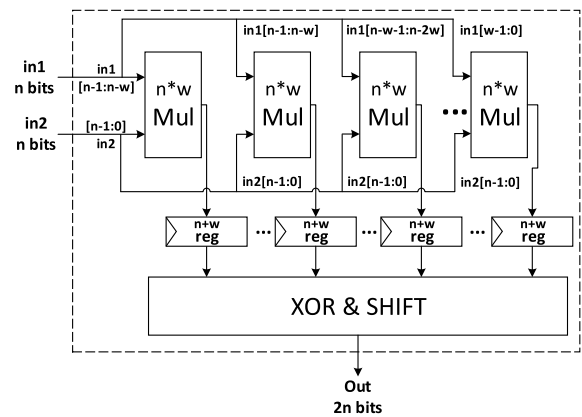 in1[n-1:n-w]
in1[n-w-1:n-2w]
in1[w-1:0]
in1
n bits
in1
[n-1:n-w]
n*w
Mul
n*w
Mul
n*w
Mul
n*w
Mul
...
in2
n bits
[n-1:0]
in2
in2[n-1:0]
in2[n-1:0]
in2[n-1:0]
n+w
reg
...
n+w
reg
...
n+w
reg
...
n+w
reg
XOR & SHIFT
Out
2n bits